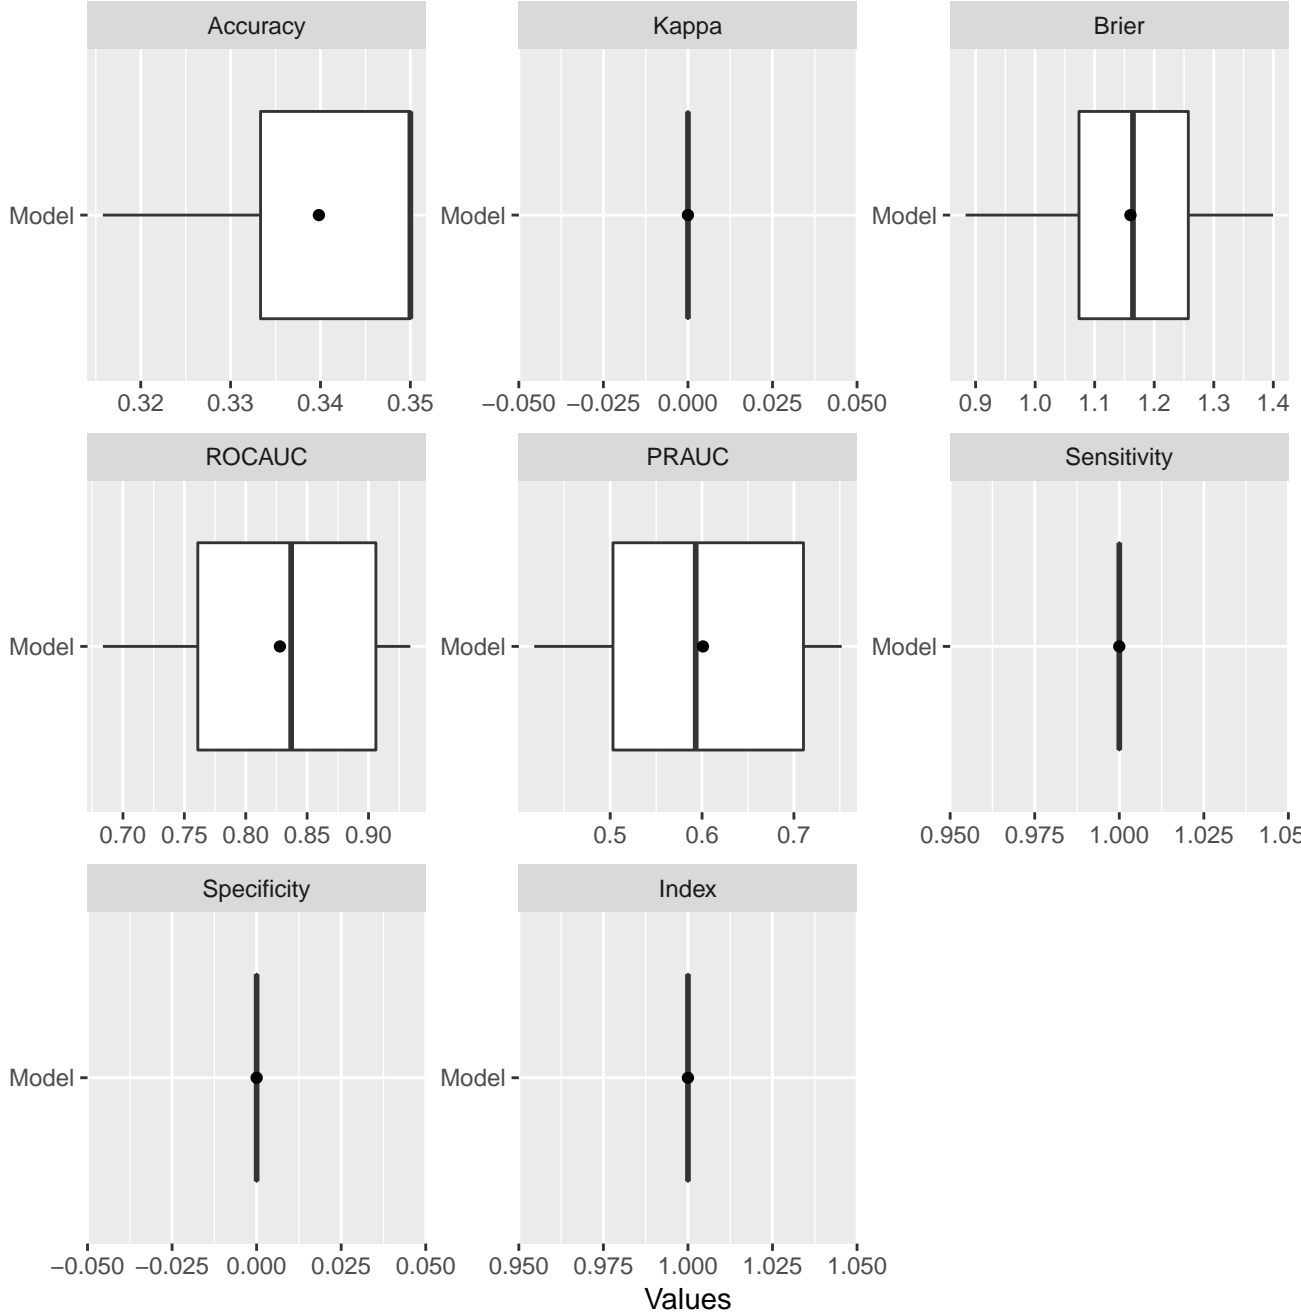 Accuracy Kappa Brier
Model Model Model
0.32 0.33 0.34 0.35 −0.050 −0.025 0.000 0.025 0.050 0.9 1.0 1.1 1.2 1.3 1.4
ROCAUC PRAUC Sensitivity
Model Model Model
0.70 0.75 0.80 0.85 0.90 0.5 0.6 0.7 0.950 0.975 1.000 1.025 1.05
Specificity Index
Model Model
−0.050 −0.025 0.000 0.025 0.050 0.950 0.975 1.000 1.025 1.050
Values